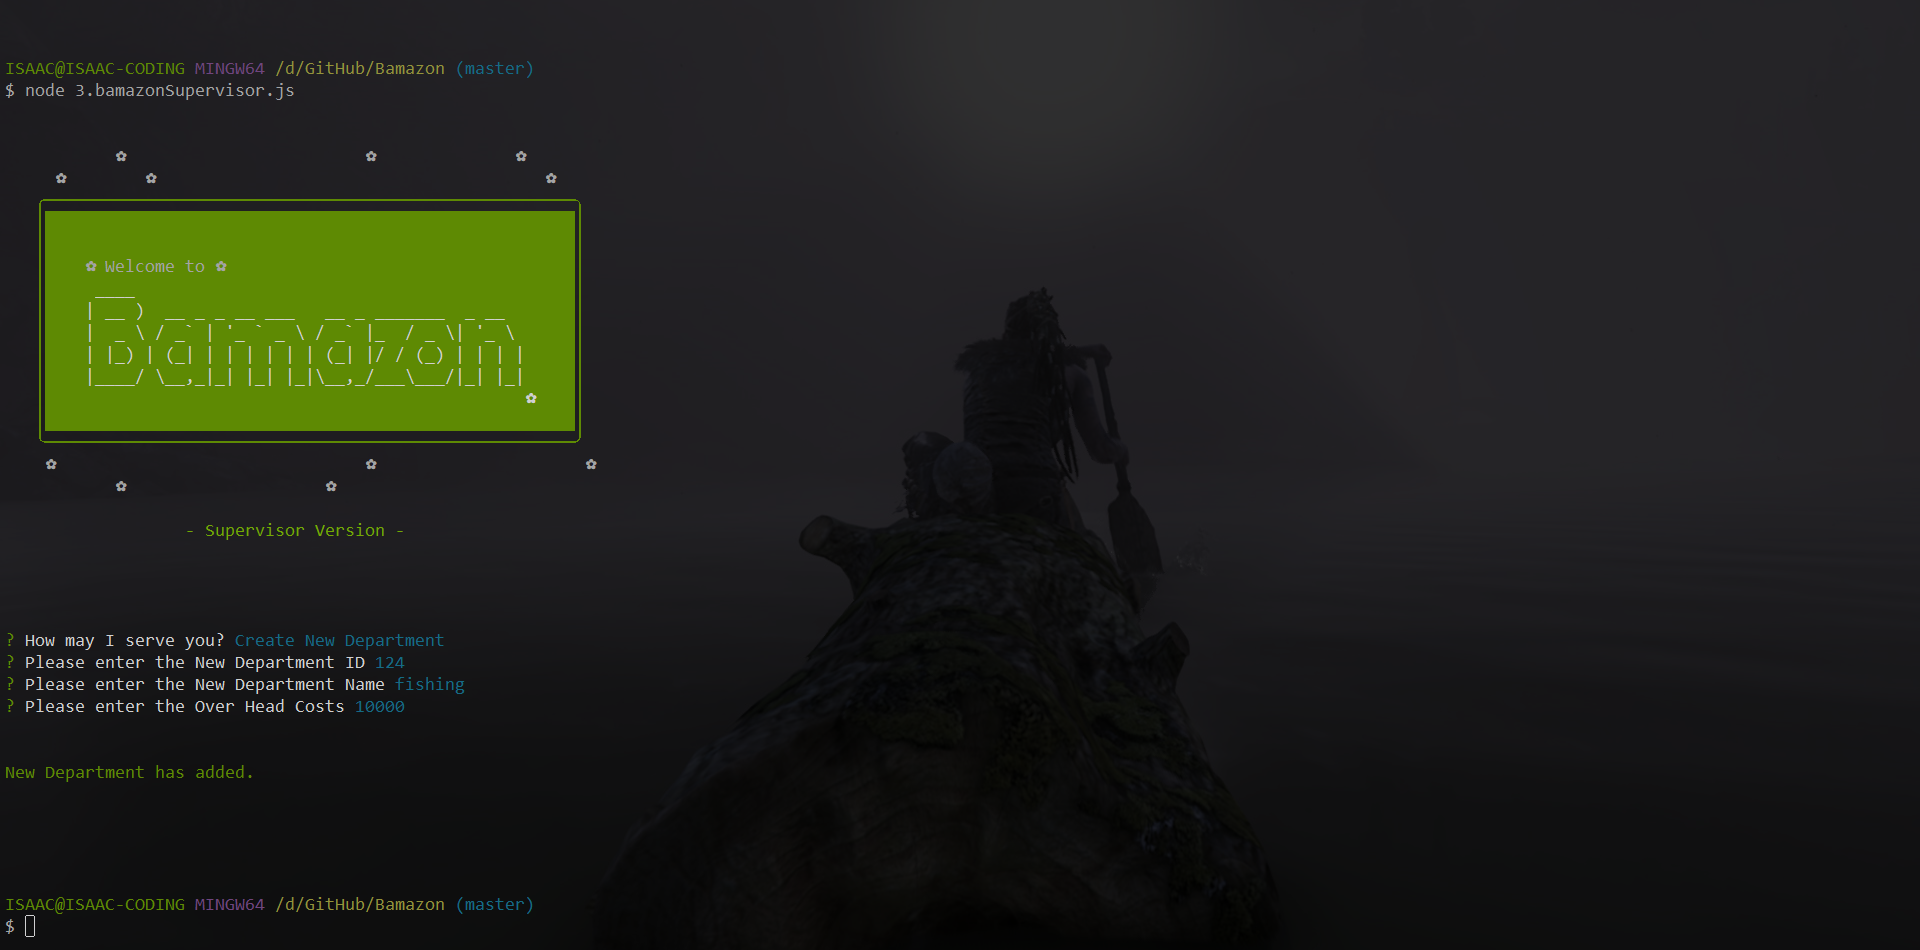 ISAAC@ISAAC-CODING MINGW64 /d/GitHub/Bamazon (master)
$ node 3.bamazonSupervisor.js
✿ Welcome to ✿
Bamazon
- Supervisor Version -
? How may I serve you? Create New Department
? Please enter the New Department ID 124
? Please enter the New Department Name fishing
? Please enter the Over Head Costs 10000
New Department has added.
ISAAC@ISAAC-CODING MINGW64 /d/GitHub/Bamazon (master)
$